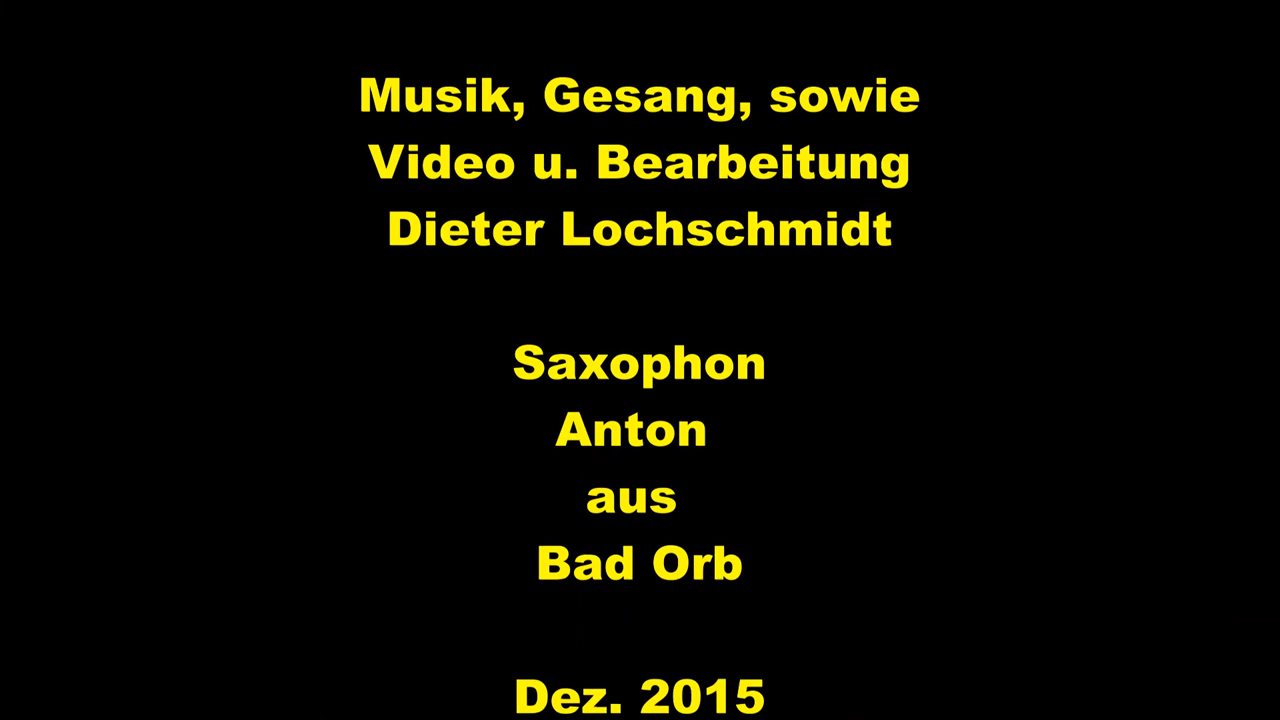 Musik, Gesang, sowie
Video u. Bearbeitung
Dieter Lochschmidt
Saxophon
Anton
aus
Bad Orb
Dez. 2015